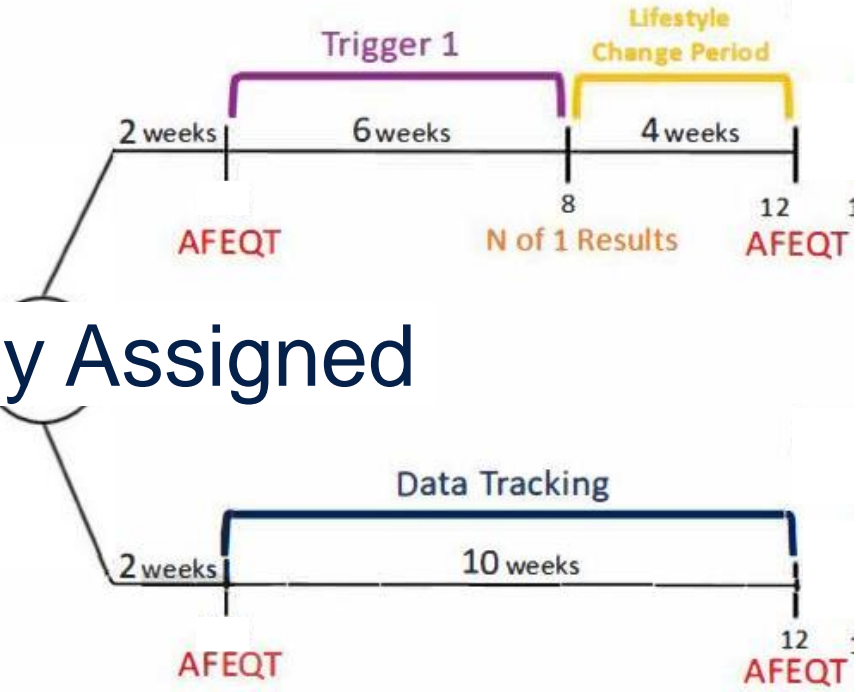 Lifestyle
Trigger 1 Change Period
2 weeks 6 weeks 4 weeks
8 12
AFEQT N of 1 Results AFEQT
y Assigned
Data Tracking
2 weeks 10 weeks
12
AFEQT AFEQT